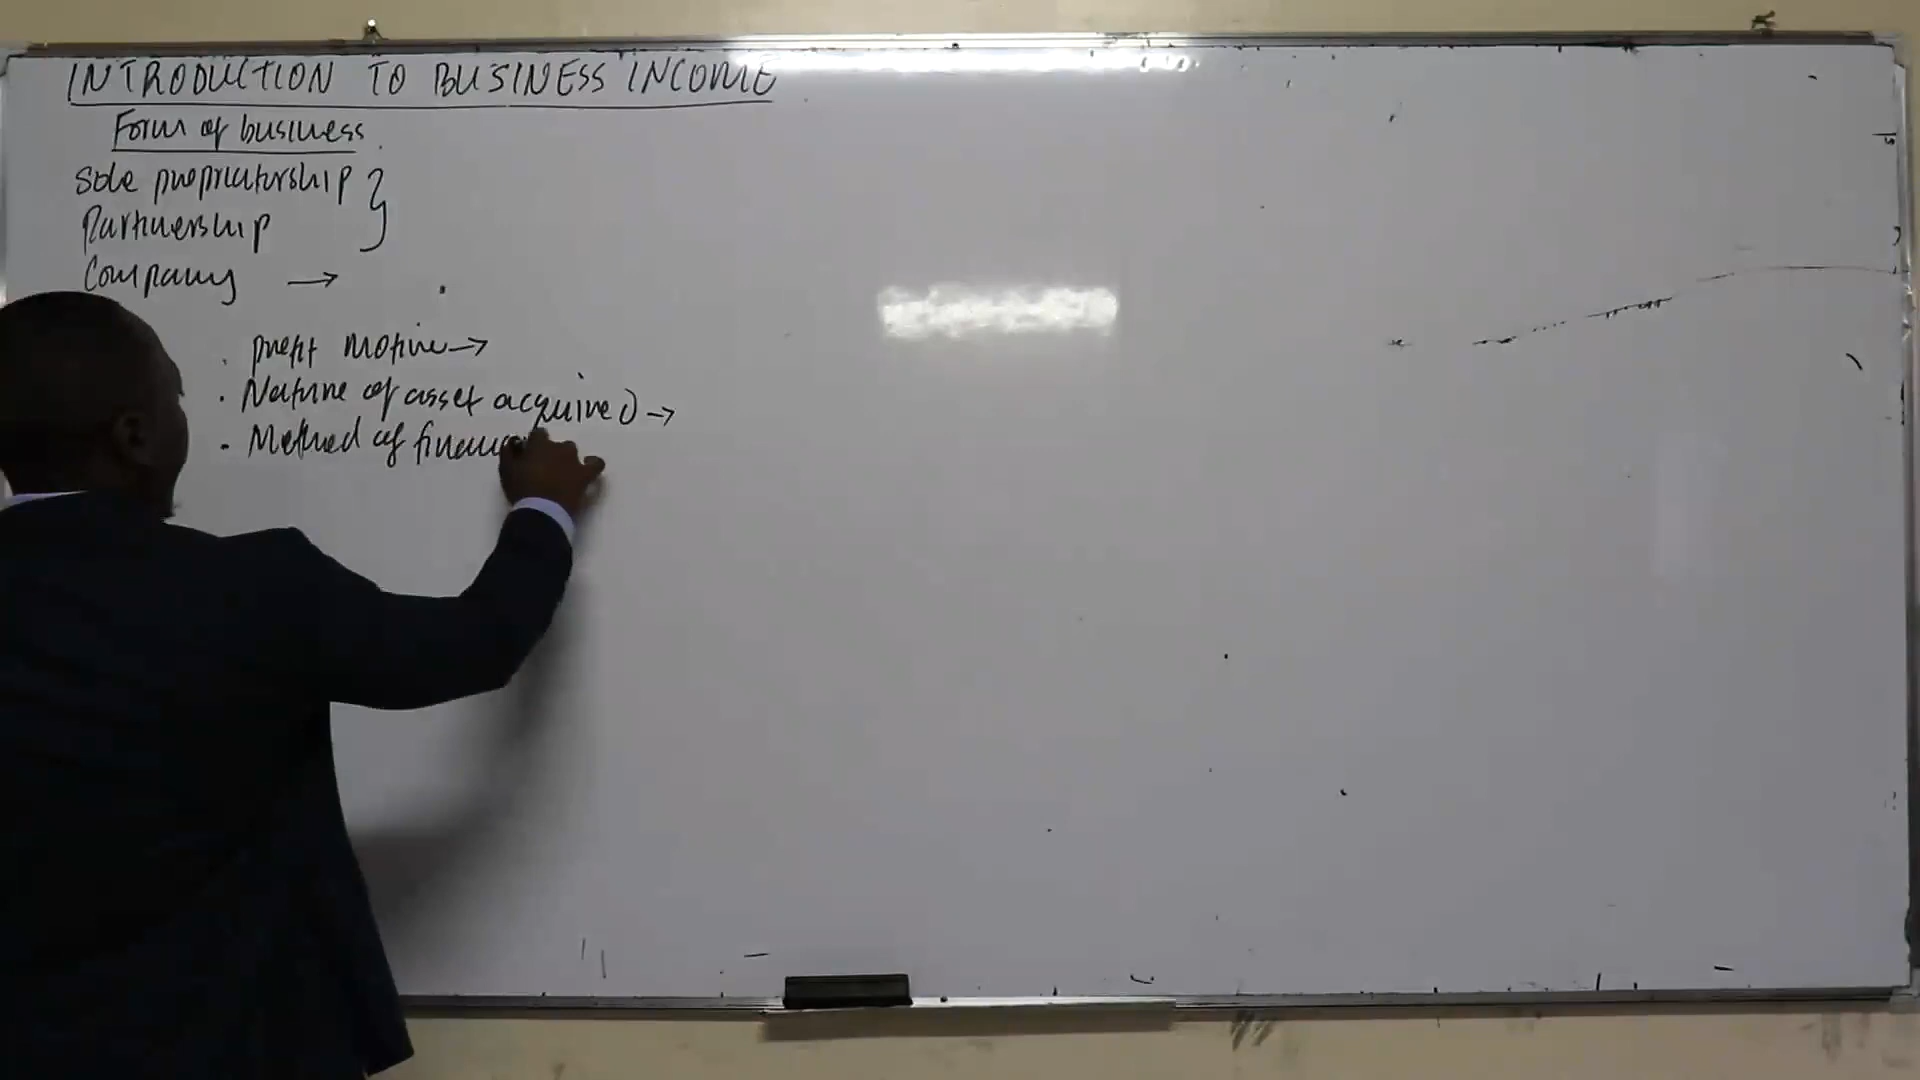 INTRODUCTION TO BUSINESS INCOME
Form of business
Sole proprietorship }
Partnership
Company →
. profit motive →
. Nature of asset acquired →
. Method of financ